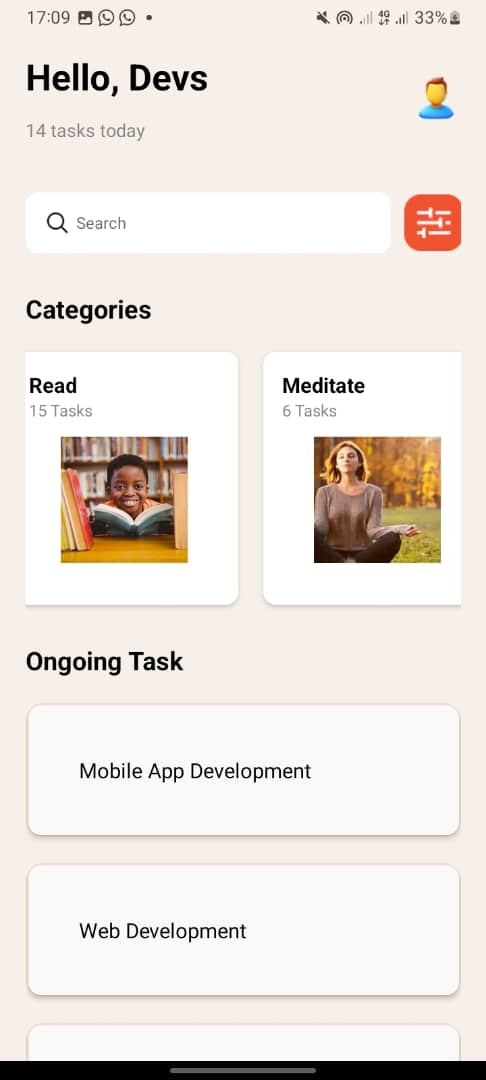 17:09
4G
33%
Hello, Devs
14 tasks today
Search
Categories
Read
15 Tasks
Meditate
6 Tasks
Ongoing Task
Mobile App Development
Web Development